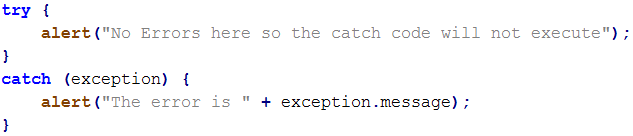 try {
    alert("No Errors here so the catch code will not execute");
}
catch (exception) {
    alert("The error is " + exception.message);
}